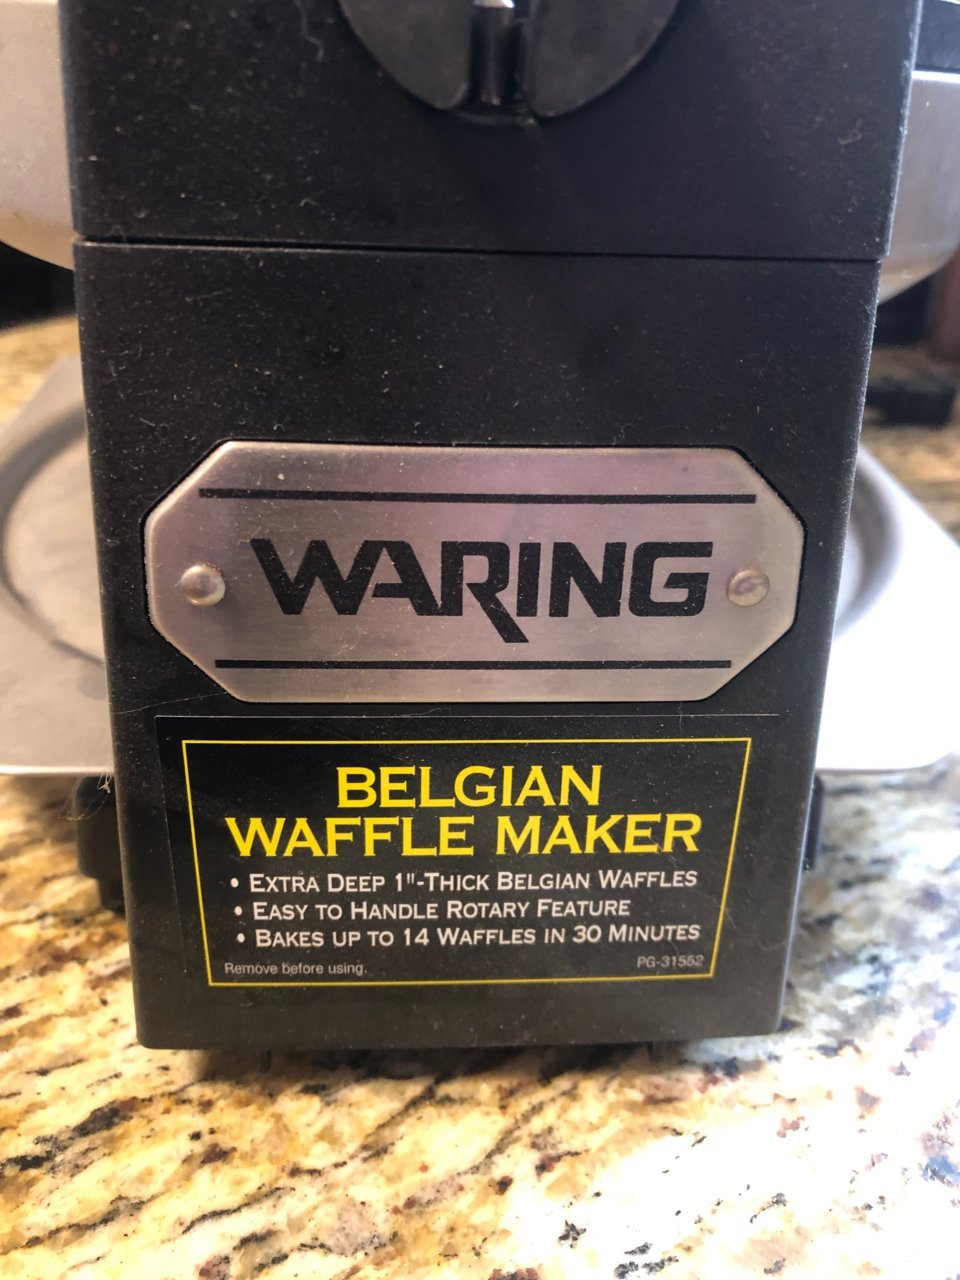 WARING
BELGIAN
WAFFLE MAKER
• EXTRA DEEP 1"-THICK BELGIAN WAFFLES
• EASY TO HANDLE ROTARY FEATURE
• BAKES UP TO 14 WAFFLES IN 30 MINUTES
Remove before using. PG-31552